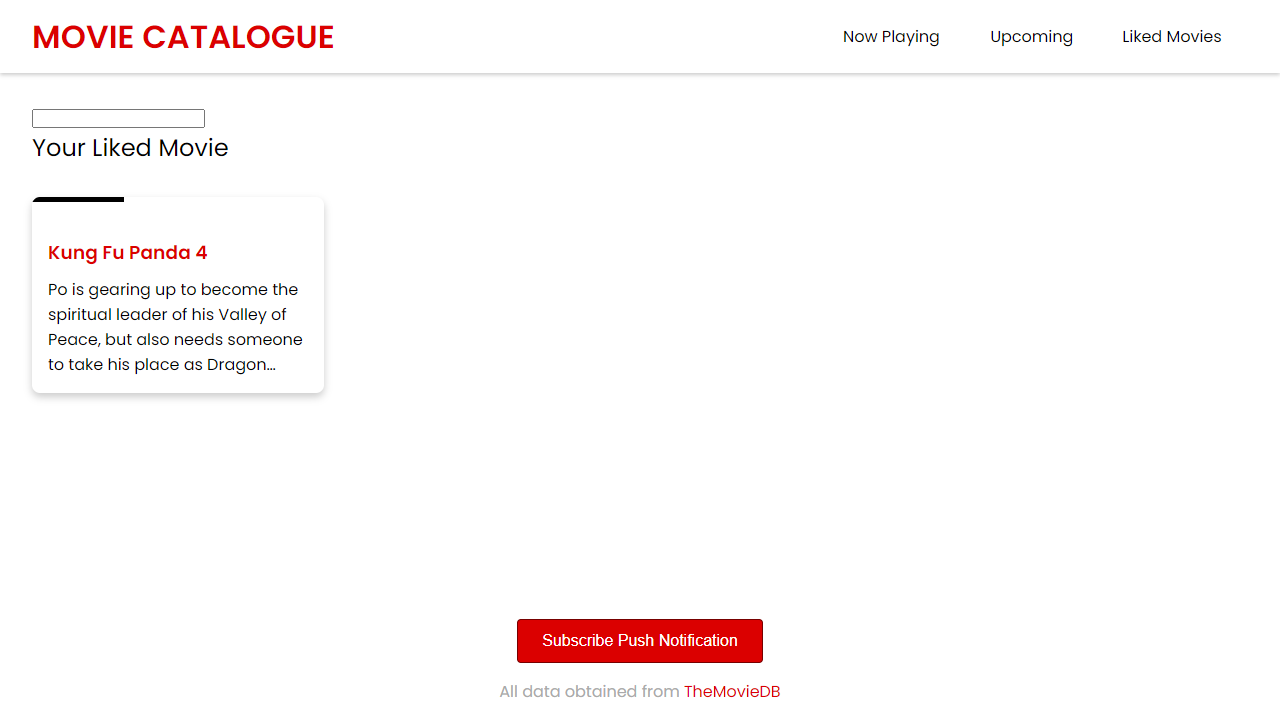 MOVIE CATALOGUE
Now Playing
Upcoming
Liked Movies
Your Liked Movie
Kung Fu Panda 4
Po is gearing up to become the
spiritual leader of his Valley of
Peace, but also needs someone
to take his place as Dragon...
Subscribe Push Notification
All data obtained from TheMovieDB